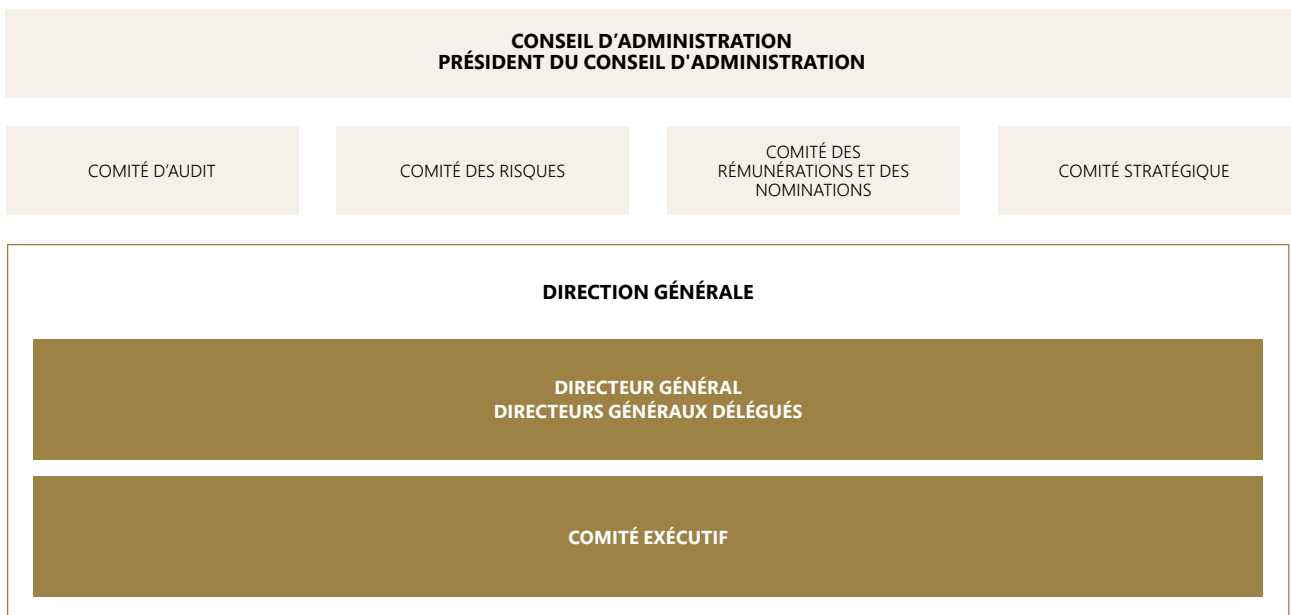 CONSEIL D’ADMINISTRATION
PRÉSIDENT DU CONSEIL D'ADMINISTRATION
COMITÉ D’AUDIT
COMITÉ DES RISQUES
COMITÉ DES
RÉMUNÉRATIONS ET DES
NOMINATIONS
COMITÉ STRATÉGIQUE
DIRECTION GÉNÉRALE
DIRECTEUR GÉNÉRAL
DIRECTEURS GÉNÉRAUX DÉLÉGUÉS
COMITÉ EXÉCUTIF